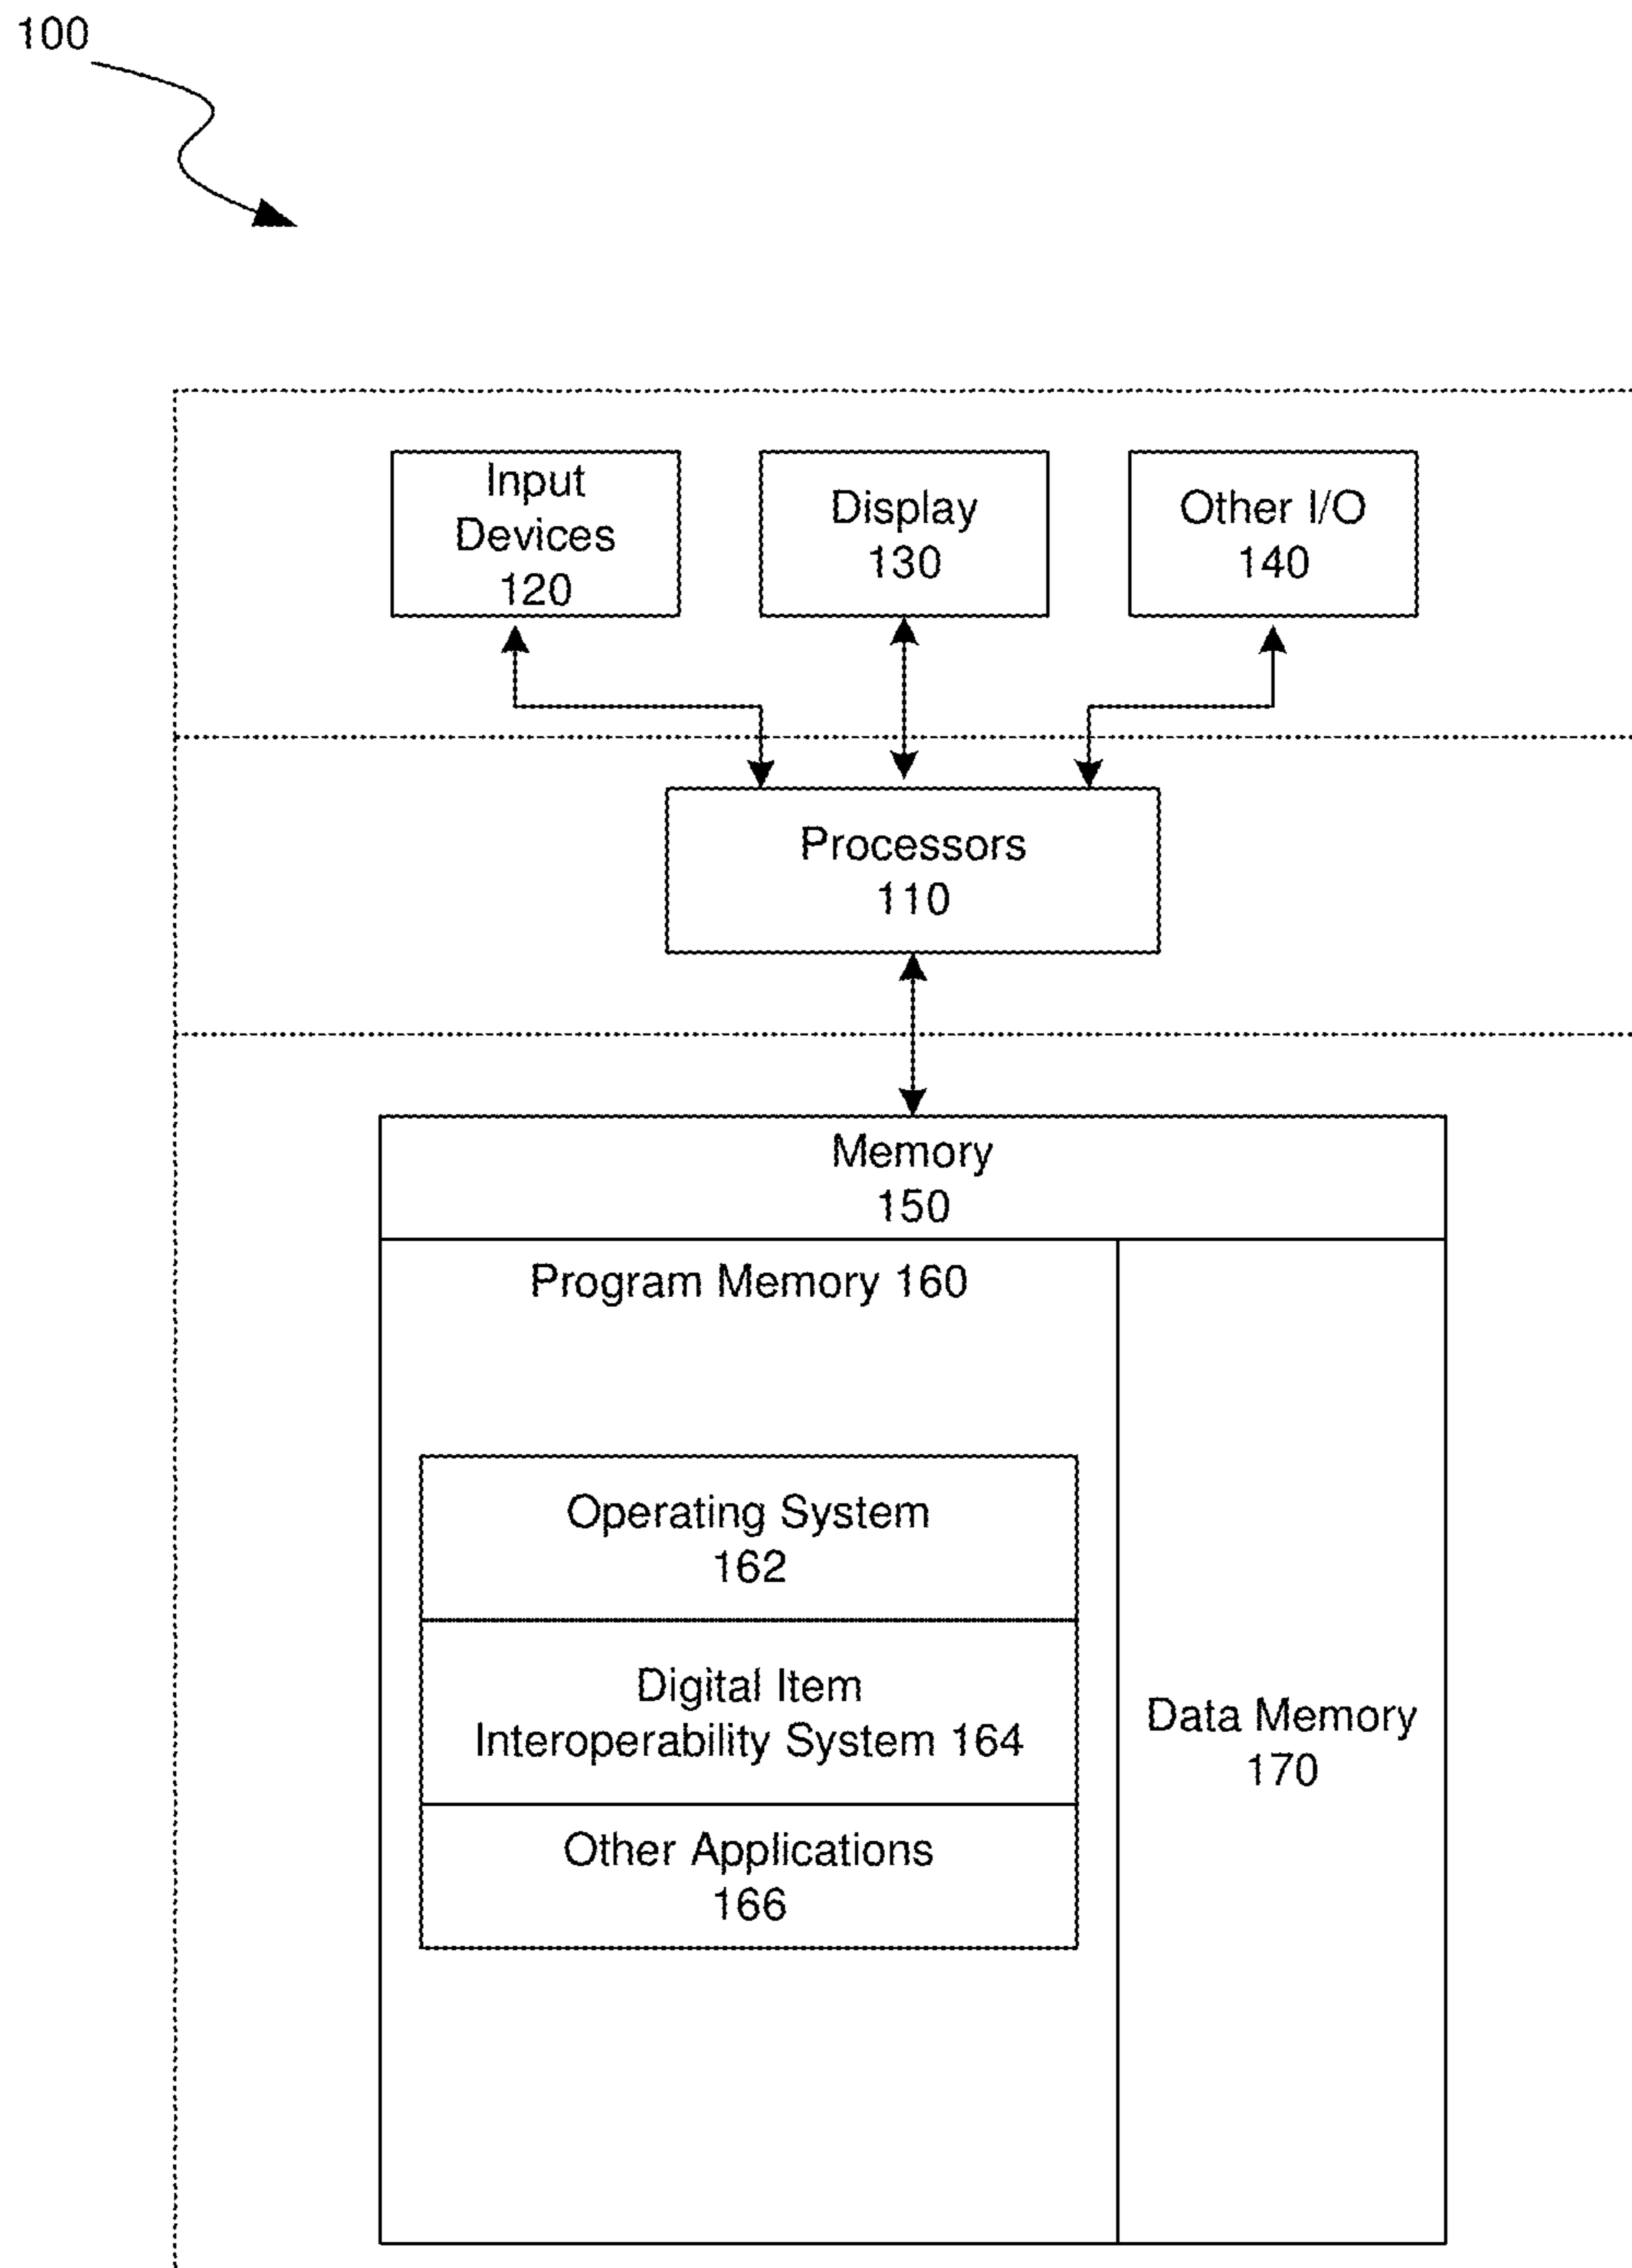 100
Input
Devices
120
Display
130
Other I/O
140
Processors
110
Memory
150
Program Memory 160
Operating System
162
Digital Item
Interoperability System 164
Other Applications
166
Data Memory
170